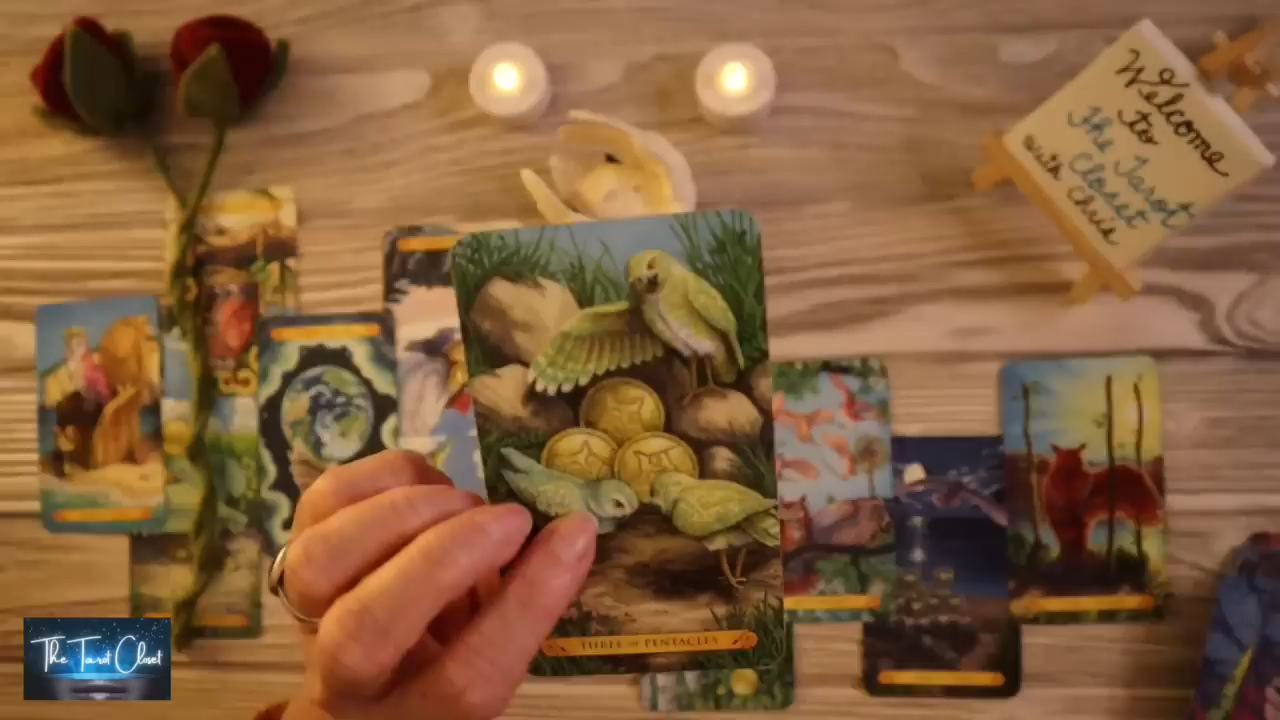 Welcome
to
The Tarot
Closet
with Chris
THREE OF PENTACLES
The Tarot Closet